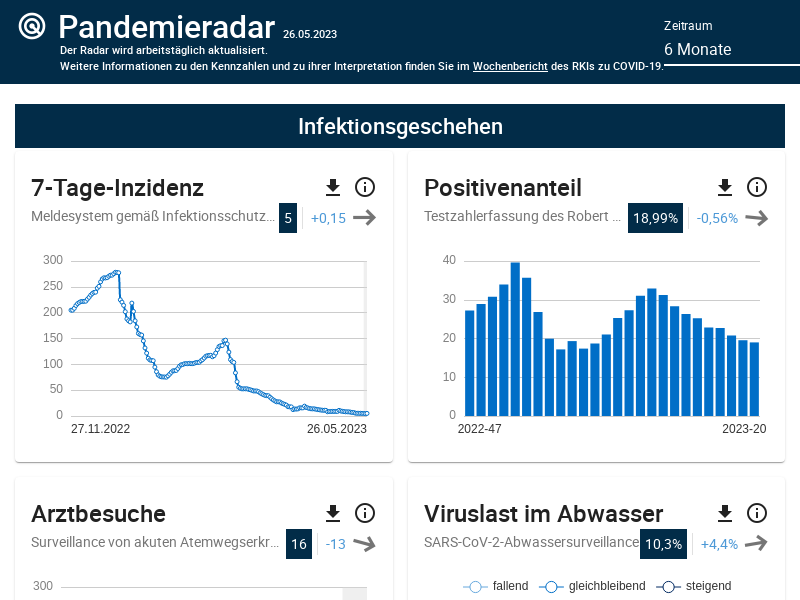 Pandemieradar 26.05.2023
Der Radar wird arbeitstäglich aktualisiert.
Weitere Informationen zu den Kennzahlen und zu ihrer Interpretation finden Sie im Wochenbericht des RKIs zu COVID-19.
Zeitraum
6 Monate
Infektionsgeschehen
7-Tage-Inzidenz
Meldesystem gemäß Infektionsschutz... 5 +0,15
300
250
200
150
100
50
0
27.11.2022 26.05.2023
Positivenanteil
Testzahlerfassung des Robert ... 18,99% -0,56%
40
30
20
10
0
2022-47 2023-20
Arztbesuche
Surveillance von akuten Atemwegserkr... 16 -13
300
Viruslast im Abwasser
SARS-CoV-2-Abwassersurveillance 10,3% +4,4%
fallend gleichbleibend steigend